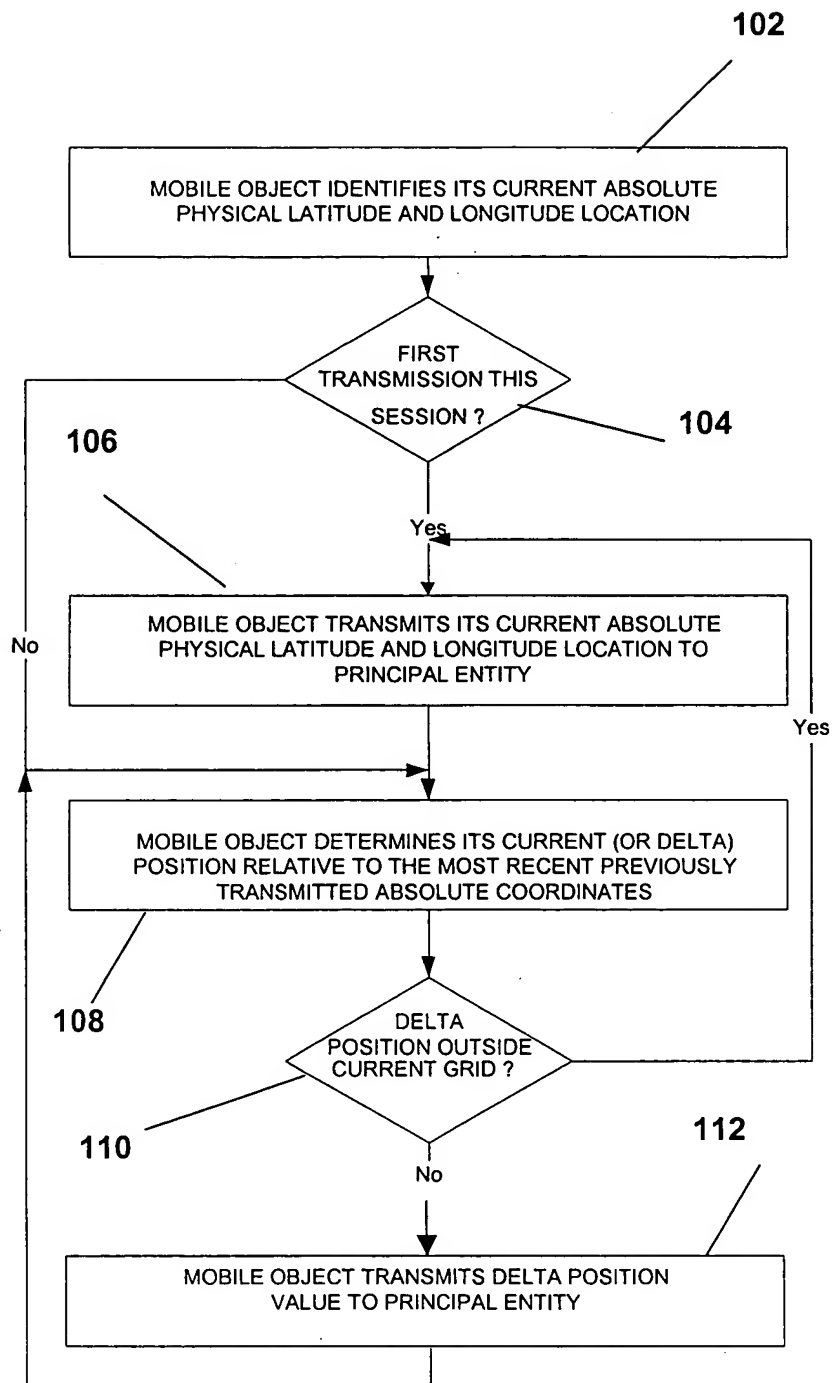 102
MOBILE OBJECT IDENTIFIES ITS CURRENT ABSOLUTE
PHYSICAL LATITUDE AND LONGITUDE LOCATION
FIRST
TRANSMISSION THIS
SESSION ?
104
106
Yes
MOBILE OBJECT TRANSMITS ITS CURRENT ABSOLUTE
PHYSICAL LATITUDE AND LONGITUDE LOCATION TO
PRINCIPAL ENTITY
No
Yes
MOBILE OBJECT DETERMINES ITS CURRENT (OR DELTA)
POSITION RELATIVE TO THE MOST RECENT PREVIOUSLY
TRANSMITTED ABSOLUTE COORDINATES
108
DELTA
POSITION OUTSIDE
CURRENT GRID ?
110
112
No
MOBILE OBJECT TRANSMITS DELTA POSITION
VALUE TO PRINCIPAL ENTITY